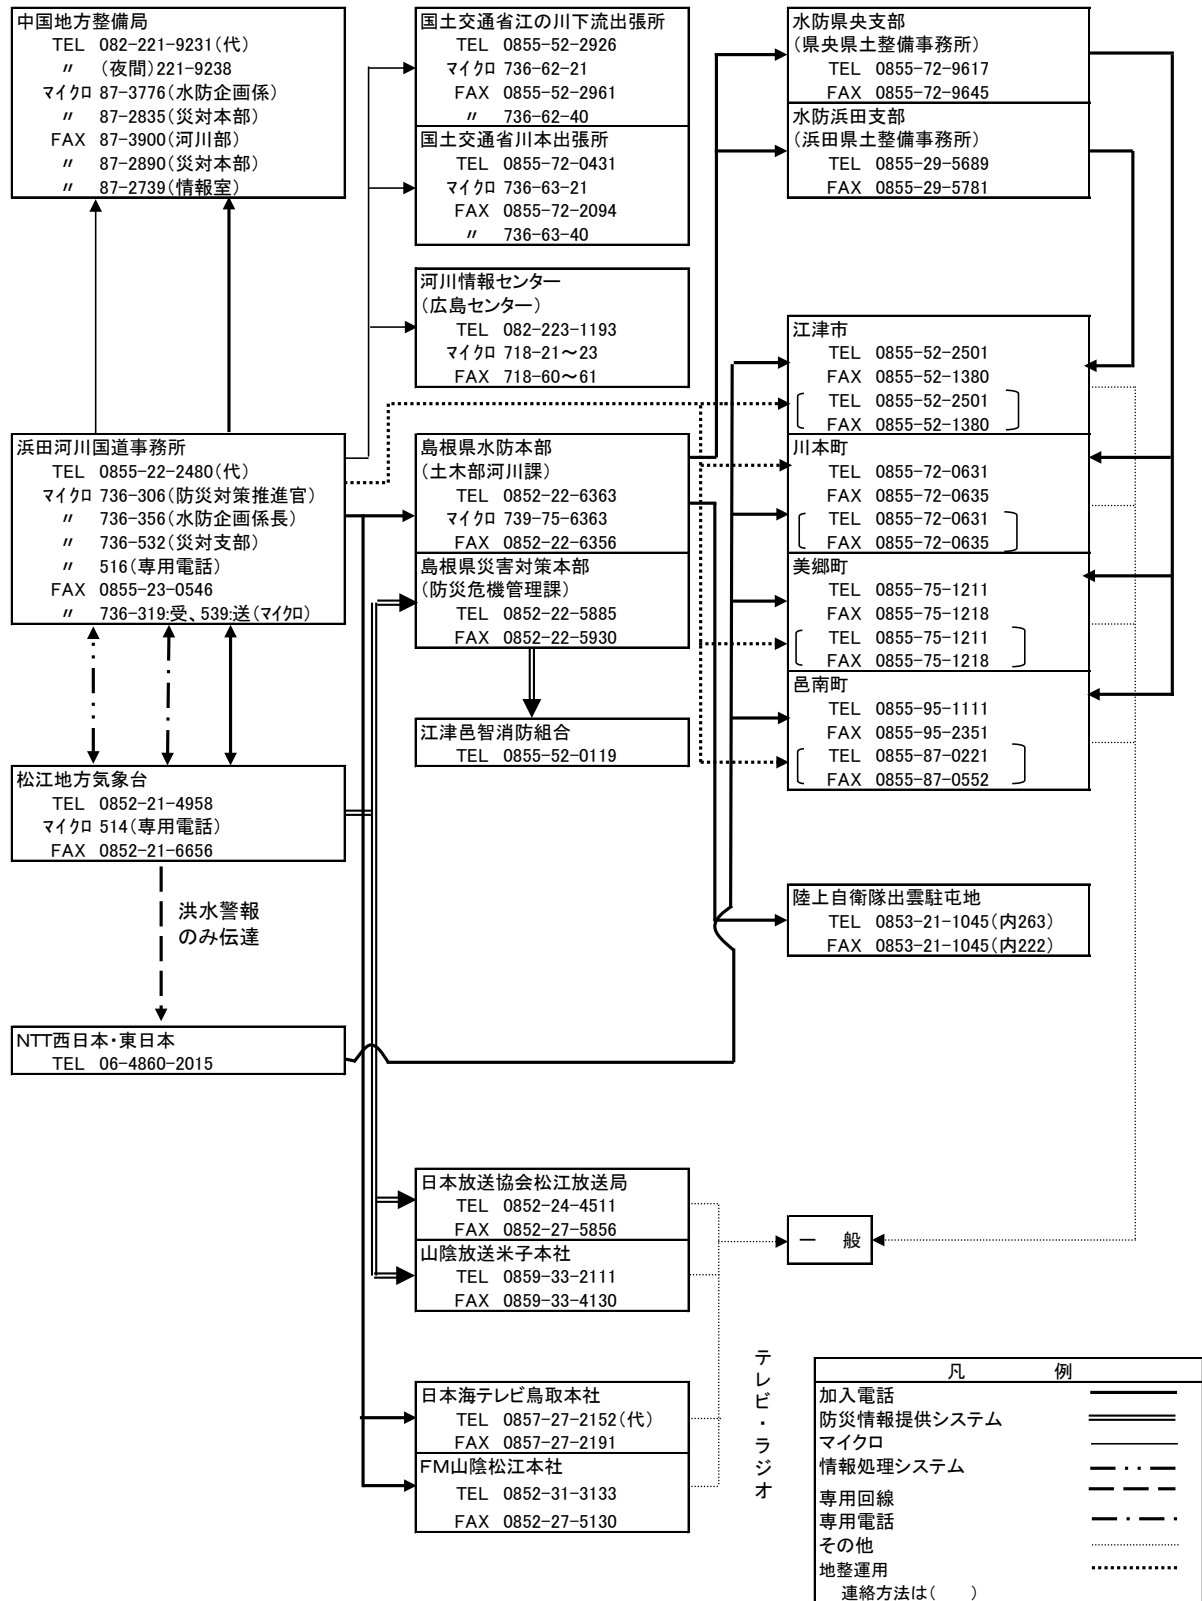 中国地方整備局
TEL 082-221-9231(代)
〃 (夜間)221-9238
マイクロ 87-3776(水防企画係)
〃 87-2835(災対本部)
FAX 87-3900(河川部)
〃 87-2890(災対本部)
〃 87-2739(情報室)
国土交通省江の川下流出張所
TEL 0855-52-2926
マイクロ 736-62-21
FAX 0855-52-2961
〃 736-62-40
国土交通省川本出張所
TEL 0855-72-0431
マイクロ 736-63-21
FAX 0855-72-2094
〃 736-63-40
河川情報センター
(広島センター)
TEL 082-223-1193
マイクロ 718-21～23
FAX 718-60～61
水防県央支部
(県央県土整備事務所)
TEL 0855-72-9617
FAX 0855-72-9645
水防浜田支部
(浜田県土整備事務所)
TEL 0855-29-5689
FAX 0855-29-5781
浜田河川国道事務所
TEL 0855-22-2480(代)
マイクロ 736-306(防災対策推進官)
〃 736-356(水防企画係長)
〃 736-532(災対支部)
〃 516(専用電話)
FAX 0855-23-0546
〃 736-319:受、539:送(マイクロ)
島根県水防本部
(土木部河川課)
TEL 0852-22-6363
マイクロ 739-75-6363
FAX 0852-22-6356
島根県災害対策本部
(防災危機管理課)
TEL 0852-22-5885
FAX 0852-22-5930
江津邑智消防組合
TEL 0855-52-0119
江津市
TEL 0855-52-2501
FAX 0855-52-1380
TEL 0855-52-2501
FAX 0855-52-1380
川本町
TEL 0855-72-0631
FAX 0855-72-0635
TEL 0855-72-0631
FAX 0855-72-0635
美郷町
TEL 0855-75-1211
FAX 0855-75-1218
TEL 0855-75-1211
FAX 0855-75-1218
邑南町
TEL 0855-95-1111
FAX 0855-95-2351
TEL 0855-87-0221
FAX 0855-87-0552
松江地方気象台
TEL 0852-21-4958
マイクロ 514(専用電話)
FAX 0852-21-6656
洪水警報
のみ伝達
陸上自衛隊出雲駐屯地
TEL 0853-21-1045(内263)
FAX 0853-21-1045(内222)
NTT西日本・東日本
TEL 06-4860-2015
日本放送協会松江放送局
TEL 0852-24-4511
FAX 0852-27-5856
山陰放送米子本社
TEL 0859-33-2111
FAX 0859-33-4130
一 般
日本海テレビ鳥取本社
TEL 0857-27-2152(代)
FAX 0857-27-2191
FM山陰松江本社
TEL 0852-31-3133
FAX 0852-27-5130
テレビ・ラジオ
凡 例
加入電話
防災情報提供システム
マイクロ
情報処理システム
専用回線
専用電話
その他
地整運用
連絡方法は( )